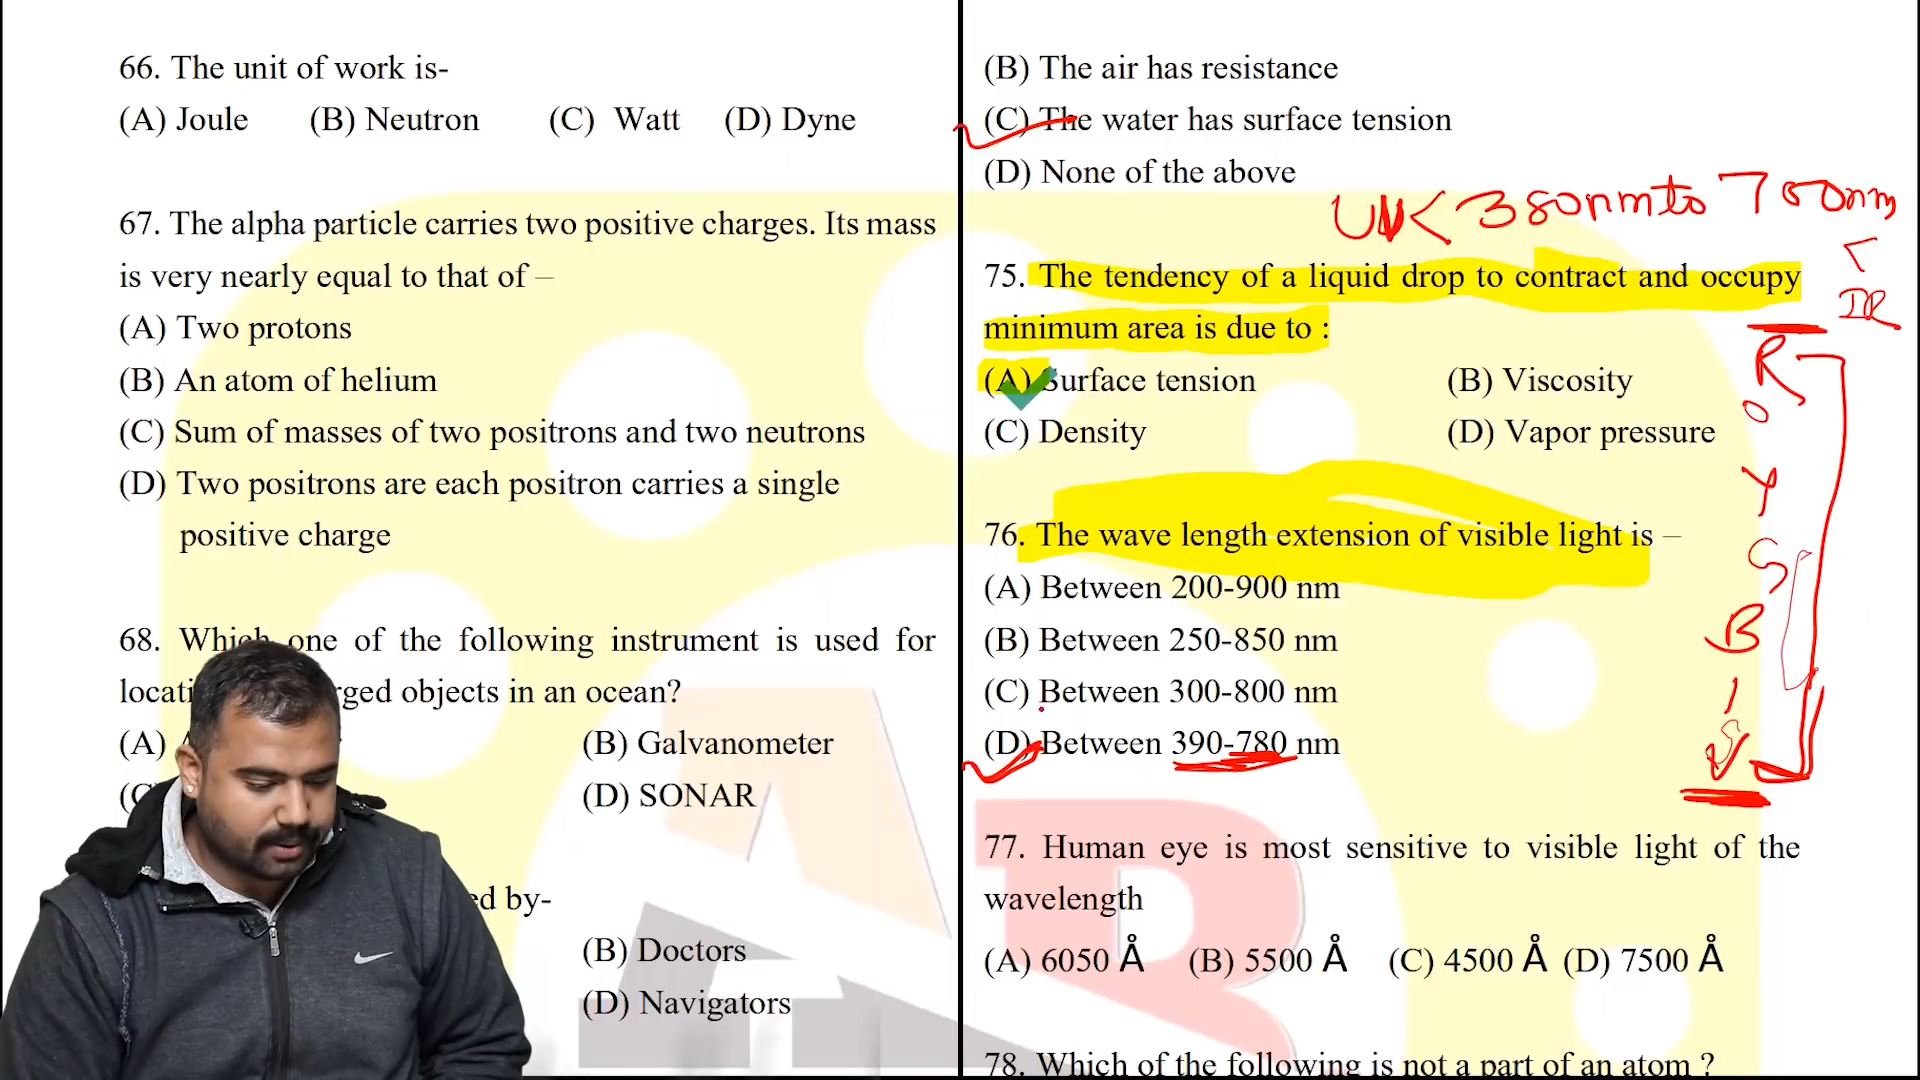 66. The unit of work is-
(A) Joule (B) Neutron (C) Watt (D) Dyne
67. The alpha particle carries two positive charges. Its mass
is very nearly equal to that of –
(A) Two protons
(B) An atom of helium
(C) Sum of masses of two positrons and two neutrons
(D) Two positrons are each positron carries a single
positive charge
68. Which one of the following instrument is used for
objects in an ocean?
(A) (B) Galvanometer
(D) SONAR
by-
(B) Doctors
(D) Navigators
(B) The air has resistance
(C) The water has surface tension
(D) None of the above
380nm to 700nm
<
IR
75. The tendency of a liquid drop to contract and occupy
minimum area is due to :
(A) Surface tension (B) Viscosity
(C) Density (D) Vapor pressure
R
O
Y
G
B
I
V
76. The wave length extension of visible light is –
(A) Between 200-900 nm
(B) Between 250-850 nm
(C) Between 300-800 nm
(D) Between 390-780 nm
77. Human eye is most sensitive to visible light of the
wavelength
(A) 6050 Å (B) 5500 Å (C) 4500 Å (D) 7500 Å
78. Which of the following is not a part of an atom ?